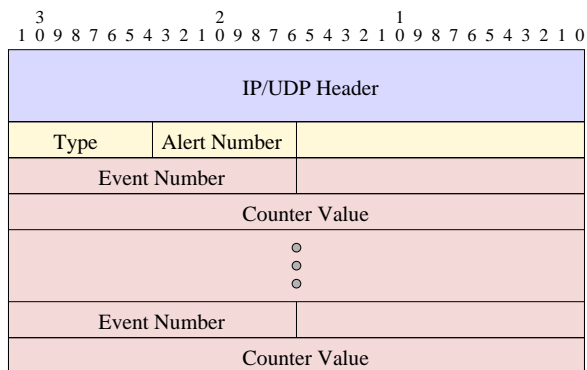 3 2 1
1 0 9 8 7 6 5 4 3 2 1 0 9 8 7 6 5 4 3 2 1 0 9 8 7 6 5 4 3 2 1 0
IP/UDP Header
Type Alert Number
Event Number
Counter Value
Event Number
Counter Value